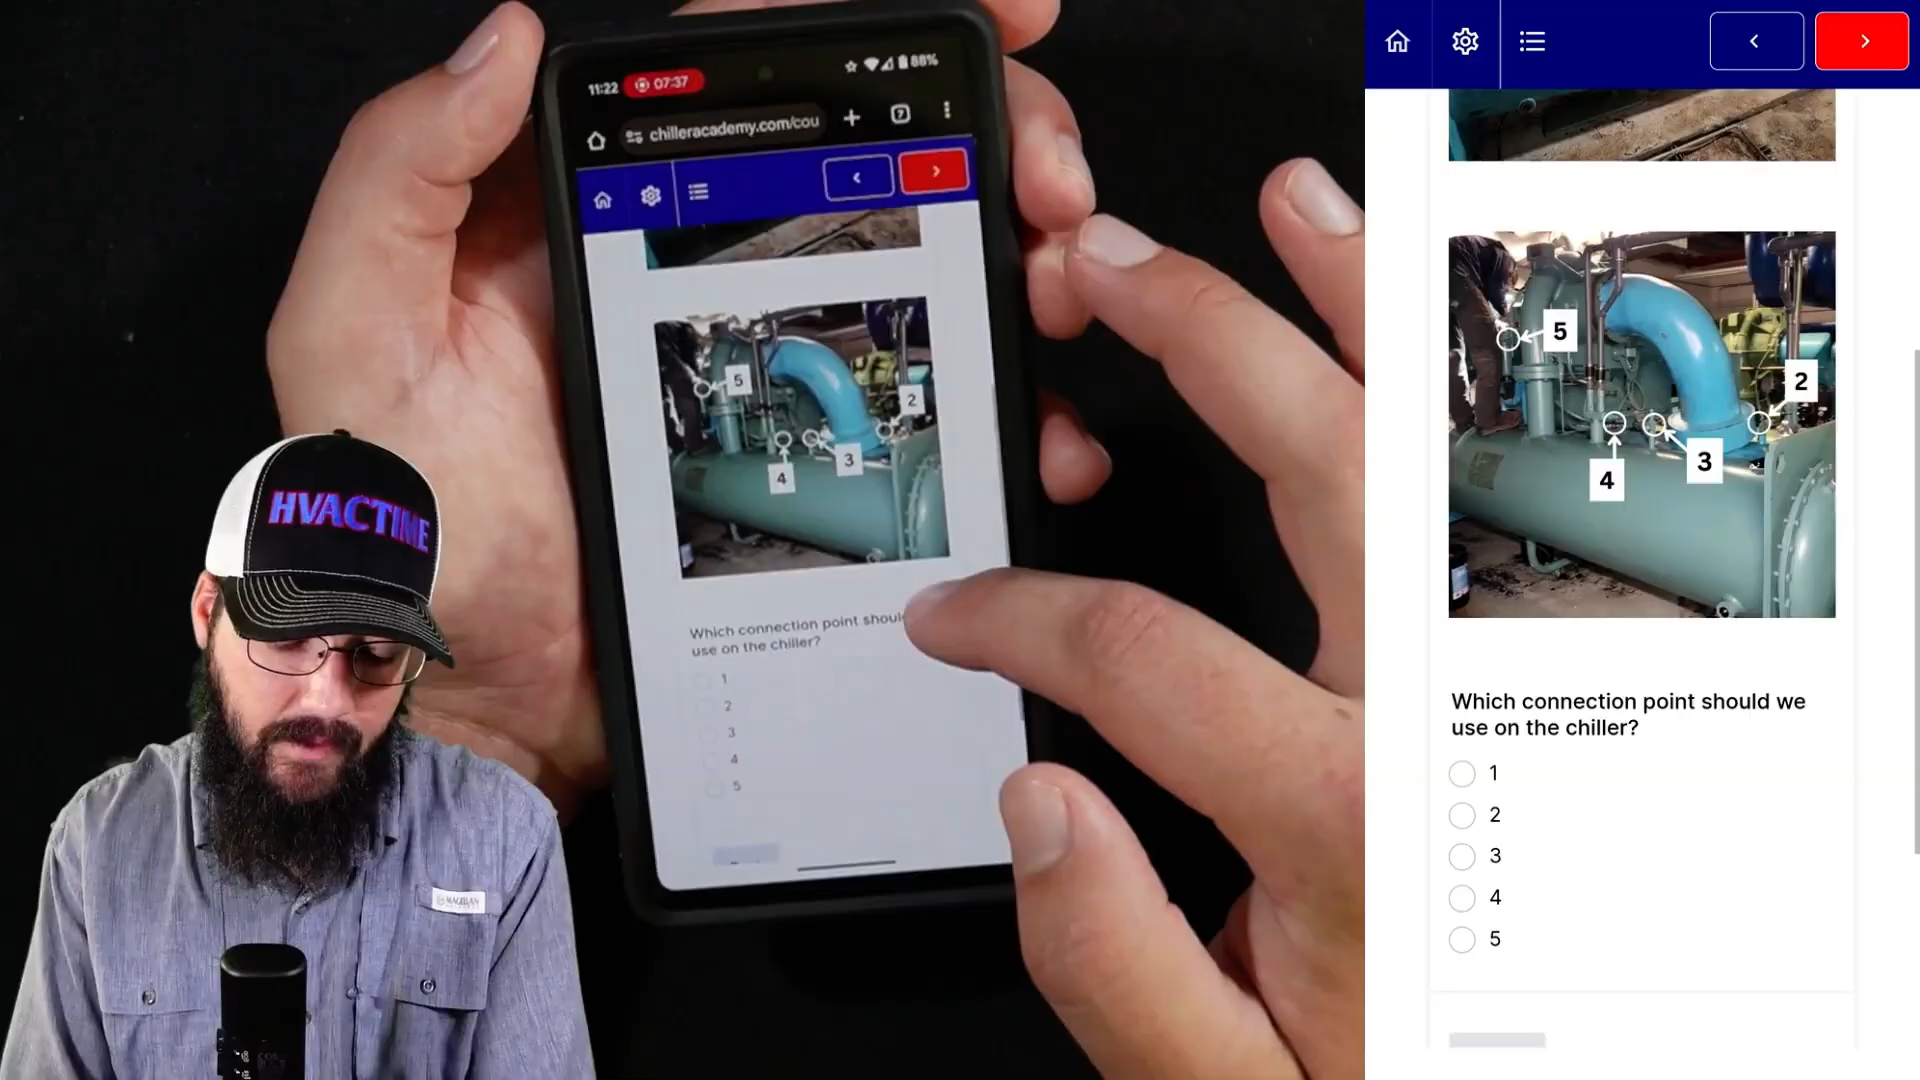 11:22 07:37 88%
chilleracademy.com/cou
5
2
3
4
Which connection point shoul
use on the chiller?
1
2
3
4
5
HVACTIME
MAGELLAN
5
2
3
4
Which connection point should we
use on the chiller?
1
2
3
4
5